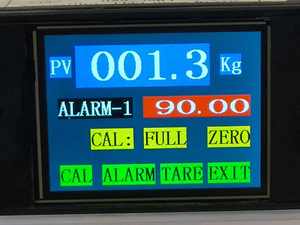 PV 001.3 Kg
ALARM-1 90.00
CAL: FULL ZERO
CAL ALARM TARE EXIT